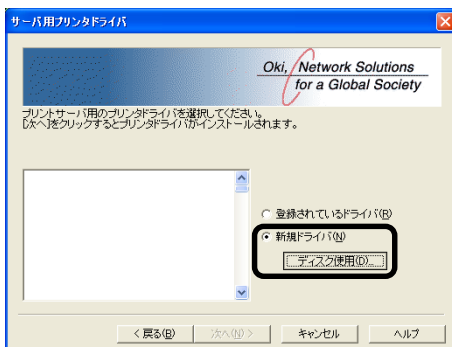 サーバ用プリンタドライバ
Oki, Network Solutions
for a Global Society
プリントサーバ用のプリンタドライバを選択してください。
[次へ]をクリックするとプリンタドライバがインストールされます。
登録されているドライバ(R)
新規ドライバ(N)
ディスク使用(D)...
< 戻る(B)
次へ(N) >
キャンセル
ヘルプ